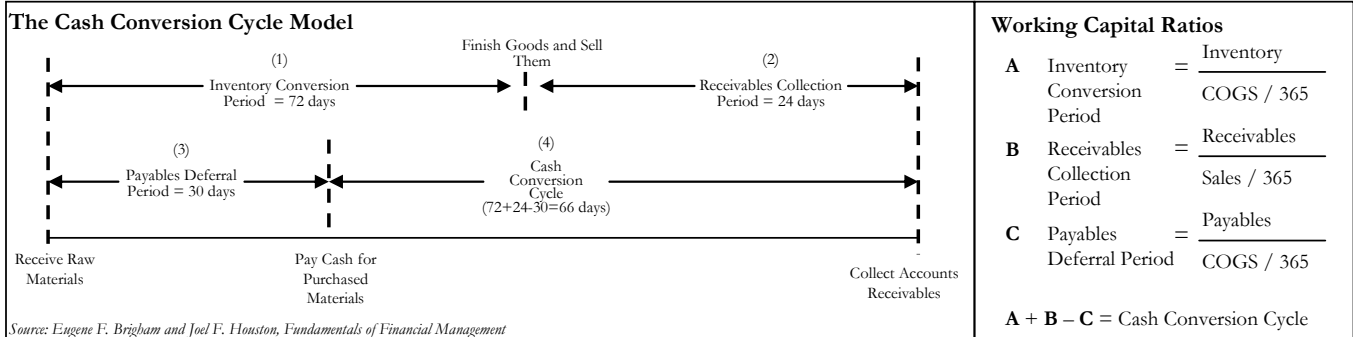 The Cash Conversion Cycle Model
Finish Goods and Sell
Them
(1)
Inventory Conversion
Period = 72 days
(2)
Receivables Collection
Period = 24 days
(3)
Payables Deferral
Period = 30 days
(4)
Cash
Conversion
Cycle
(72+24-30=66 days)
Receive Raw
Materials
Pay Cash for
Purchased
Materials
Collect Accounts
Receivables
Source: Eugene F. Brigham and Joel F. Houston, Fundamentals of Financial Management
Working Capital Ratios
A Inventory
Conversion
Period
= Inventory
COGS / 365
B Receivables
Collection
Period
= Receivables
Sales / 365
C Payables
Deferral Period
= Payables
COGS / 365
A + B – C = Cash Conversion Cycle